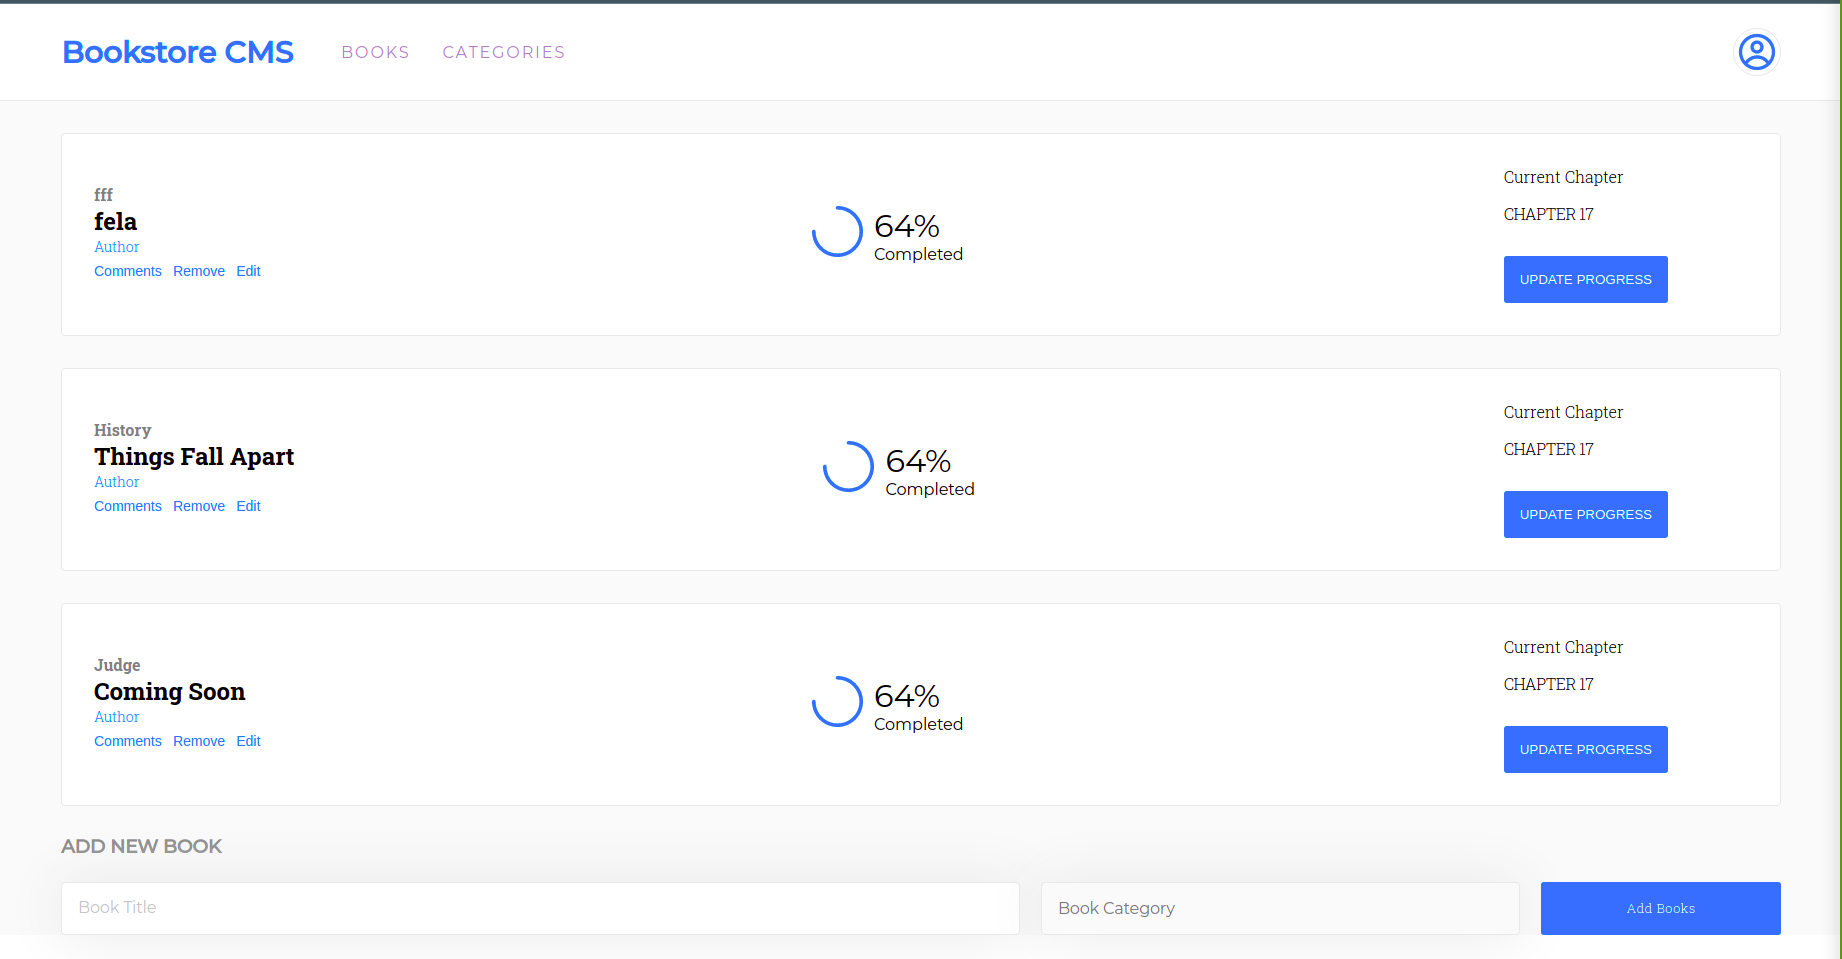 Bookstore CMS BOOKS CATEGORIES
fff
fela
Author
Comments Remove Edit
64%
Completed
Current Chapter
CHAPTER 17
UPDATE PROGRESS
History
Things Fall Apart
Author
Comments Remove Edit
64%
Completed
Current Chapter
CHAPTER 17
UPDATE PROGRESS
Judge
Coming Soon
Author
Comments Remove Edit
64%
Completed
Current Chapter
CHAPTER 17
UPDATE PROGRESS
ADD NEW BOOK
Book Title Book Category Add Books